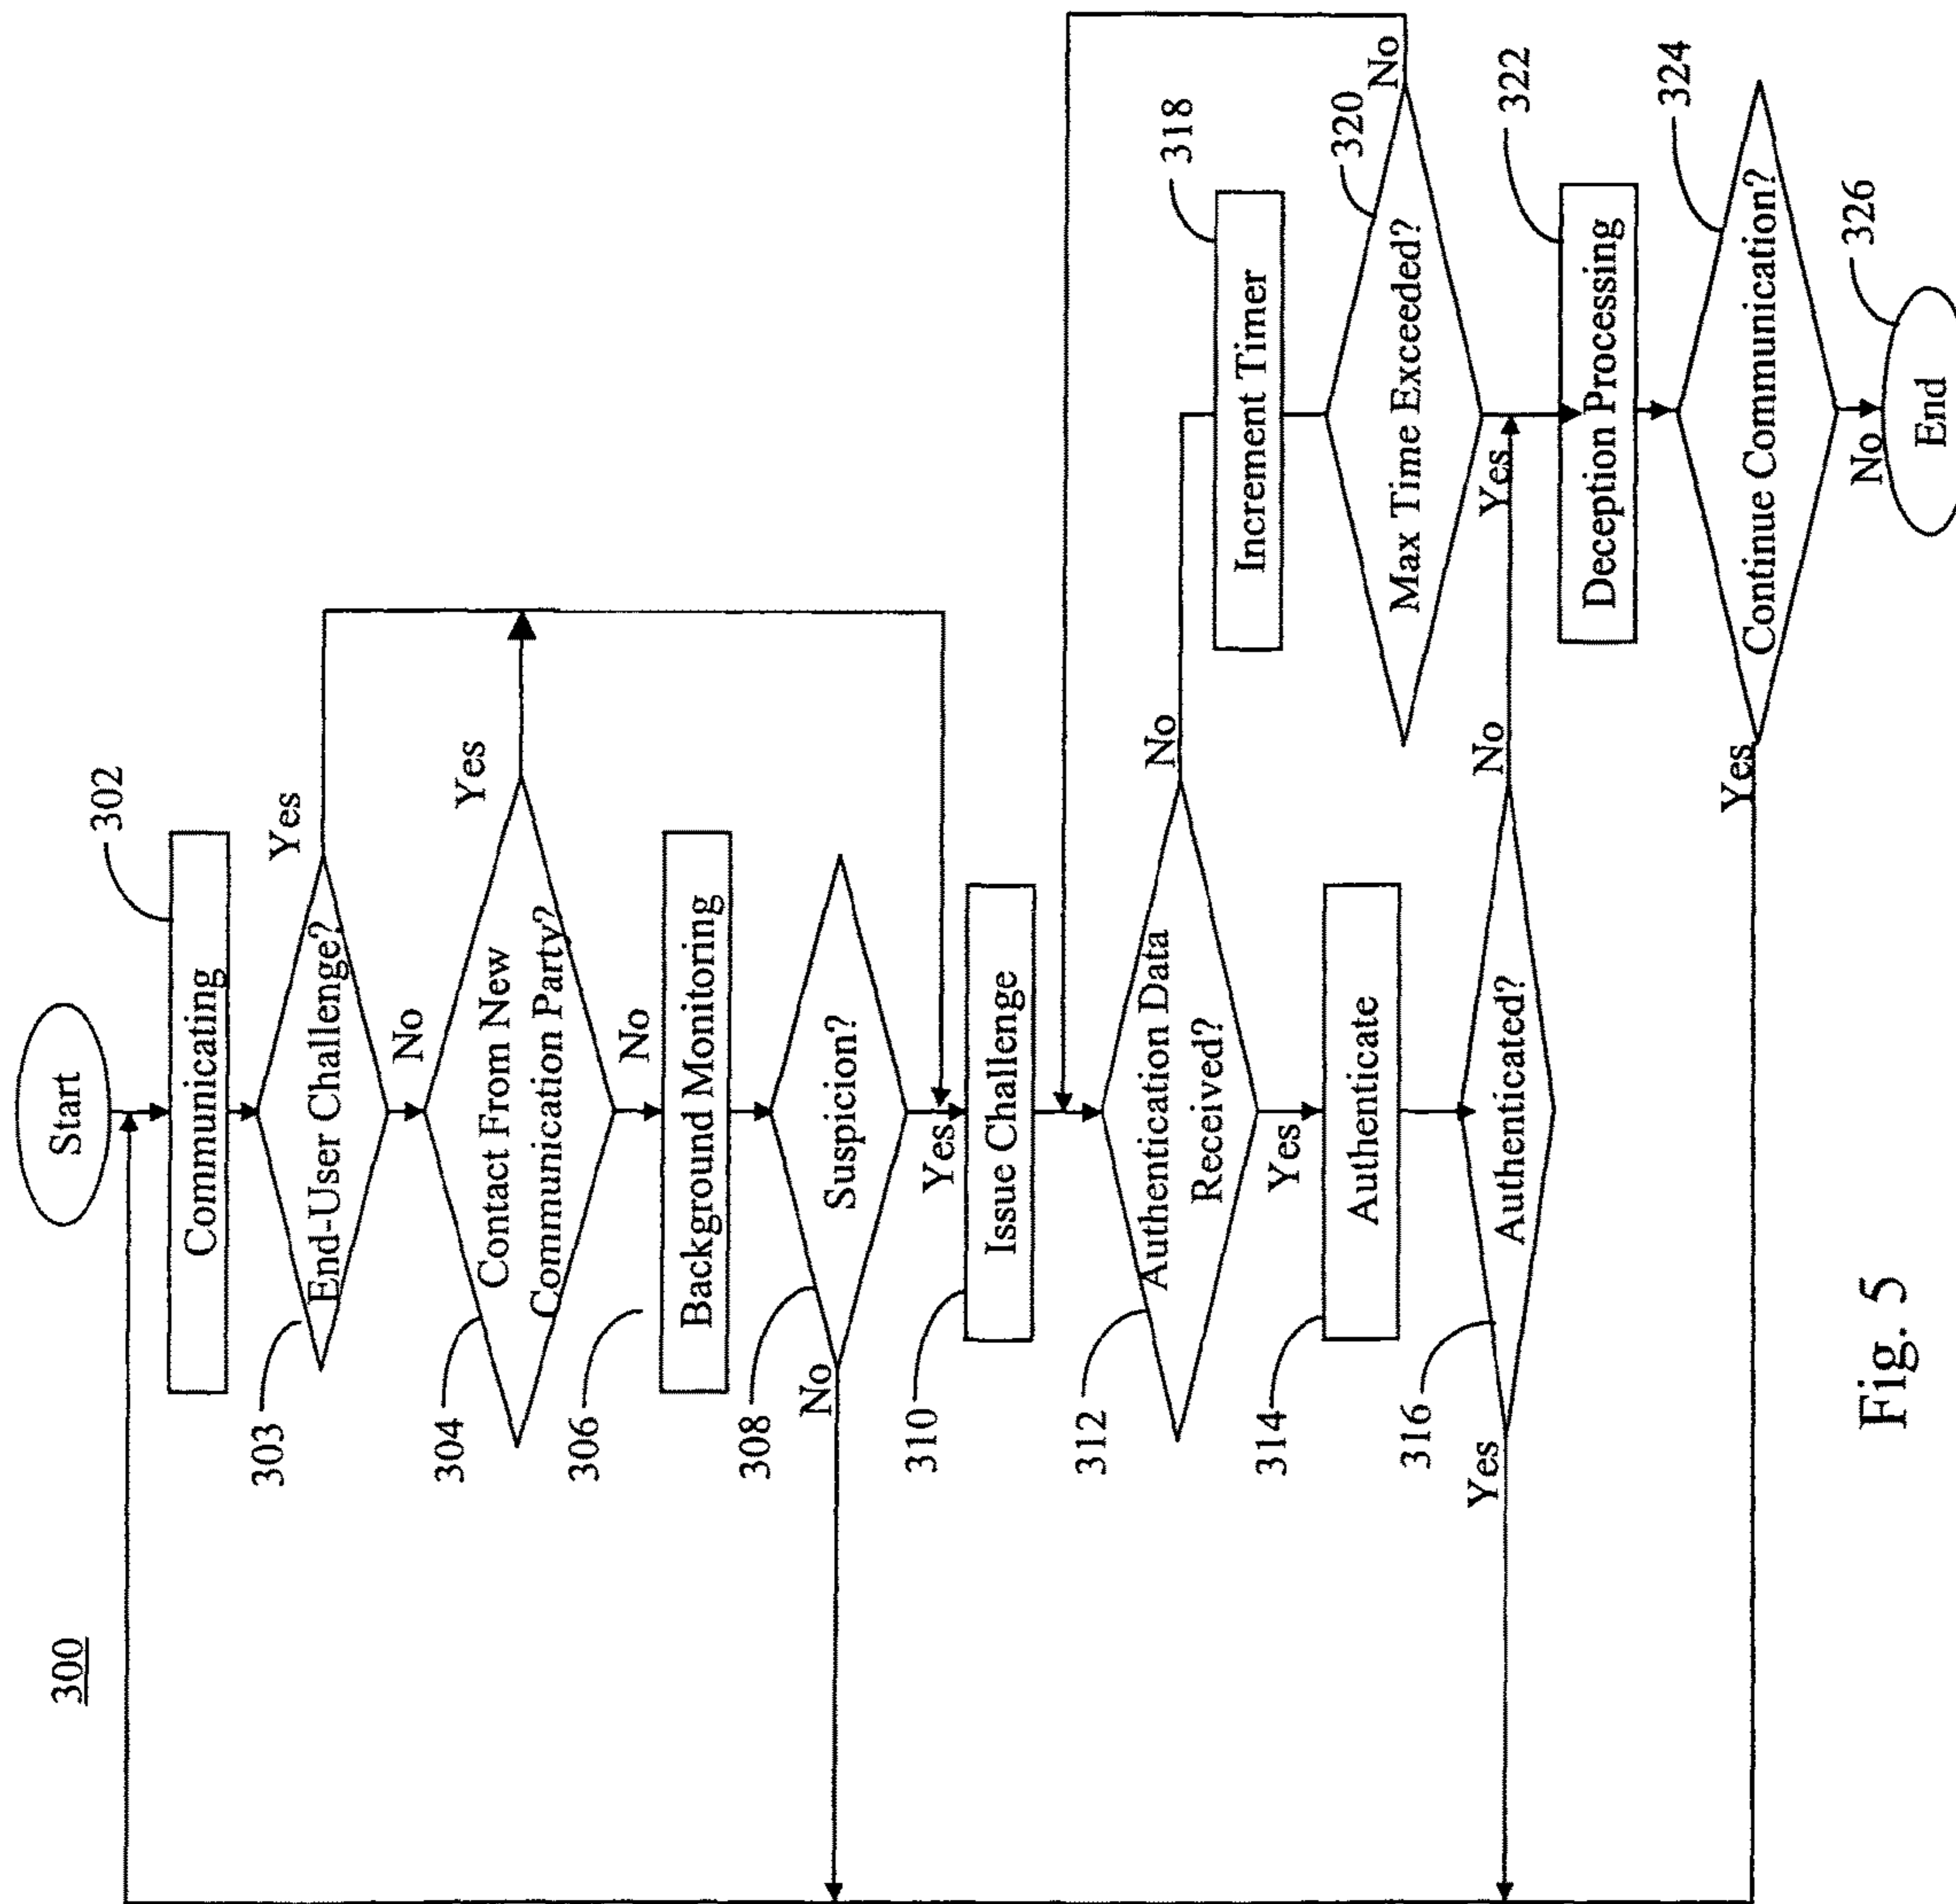 300
Start
302
Communicating
303
End-User Challenge?
Yes
No
304
Contact From New
Communication Party?
Yes
No
306
Background Monitoring
308
Suspicion?
No
Yes
310
Issue Challenge
312
Authentication Data
Received?
No
Yes
318
Increment Timer
314
Authenticate
320
Max Time Exceeded?
No
Yes
316
Authenticated?
Yes
No
322
Deception Processing
324
Continue Communication?
Yes
No
326
End
Fig. 5